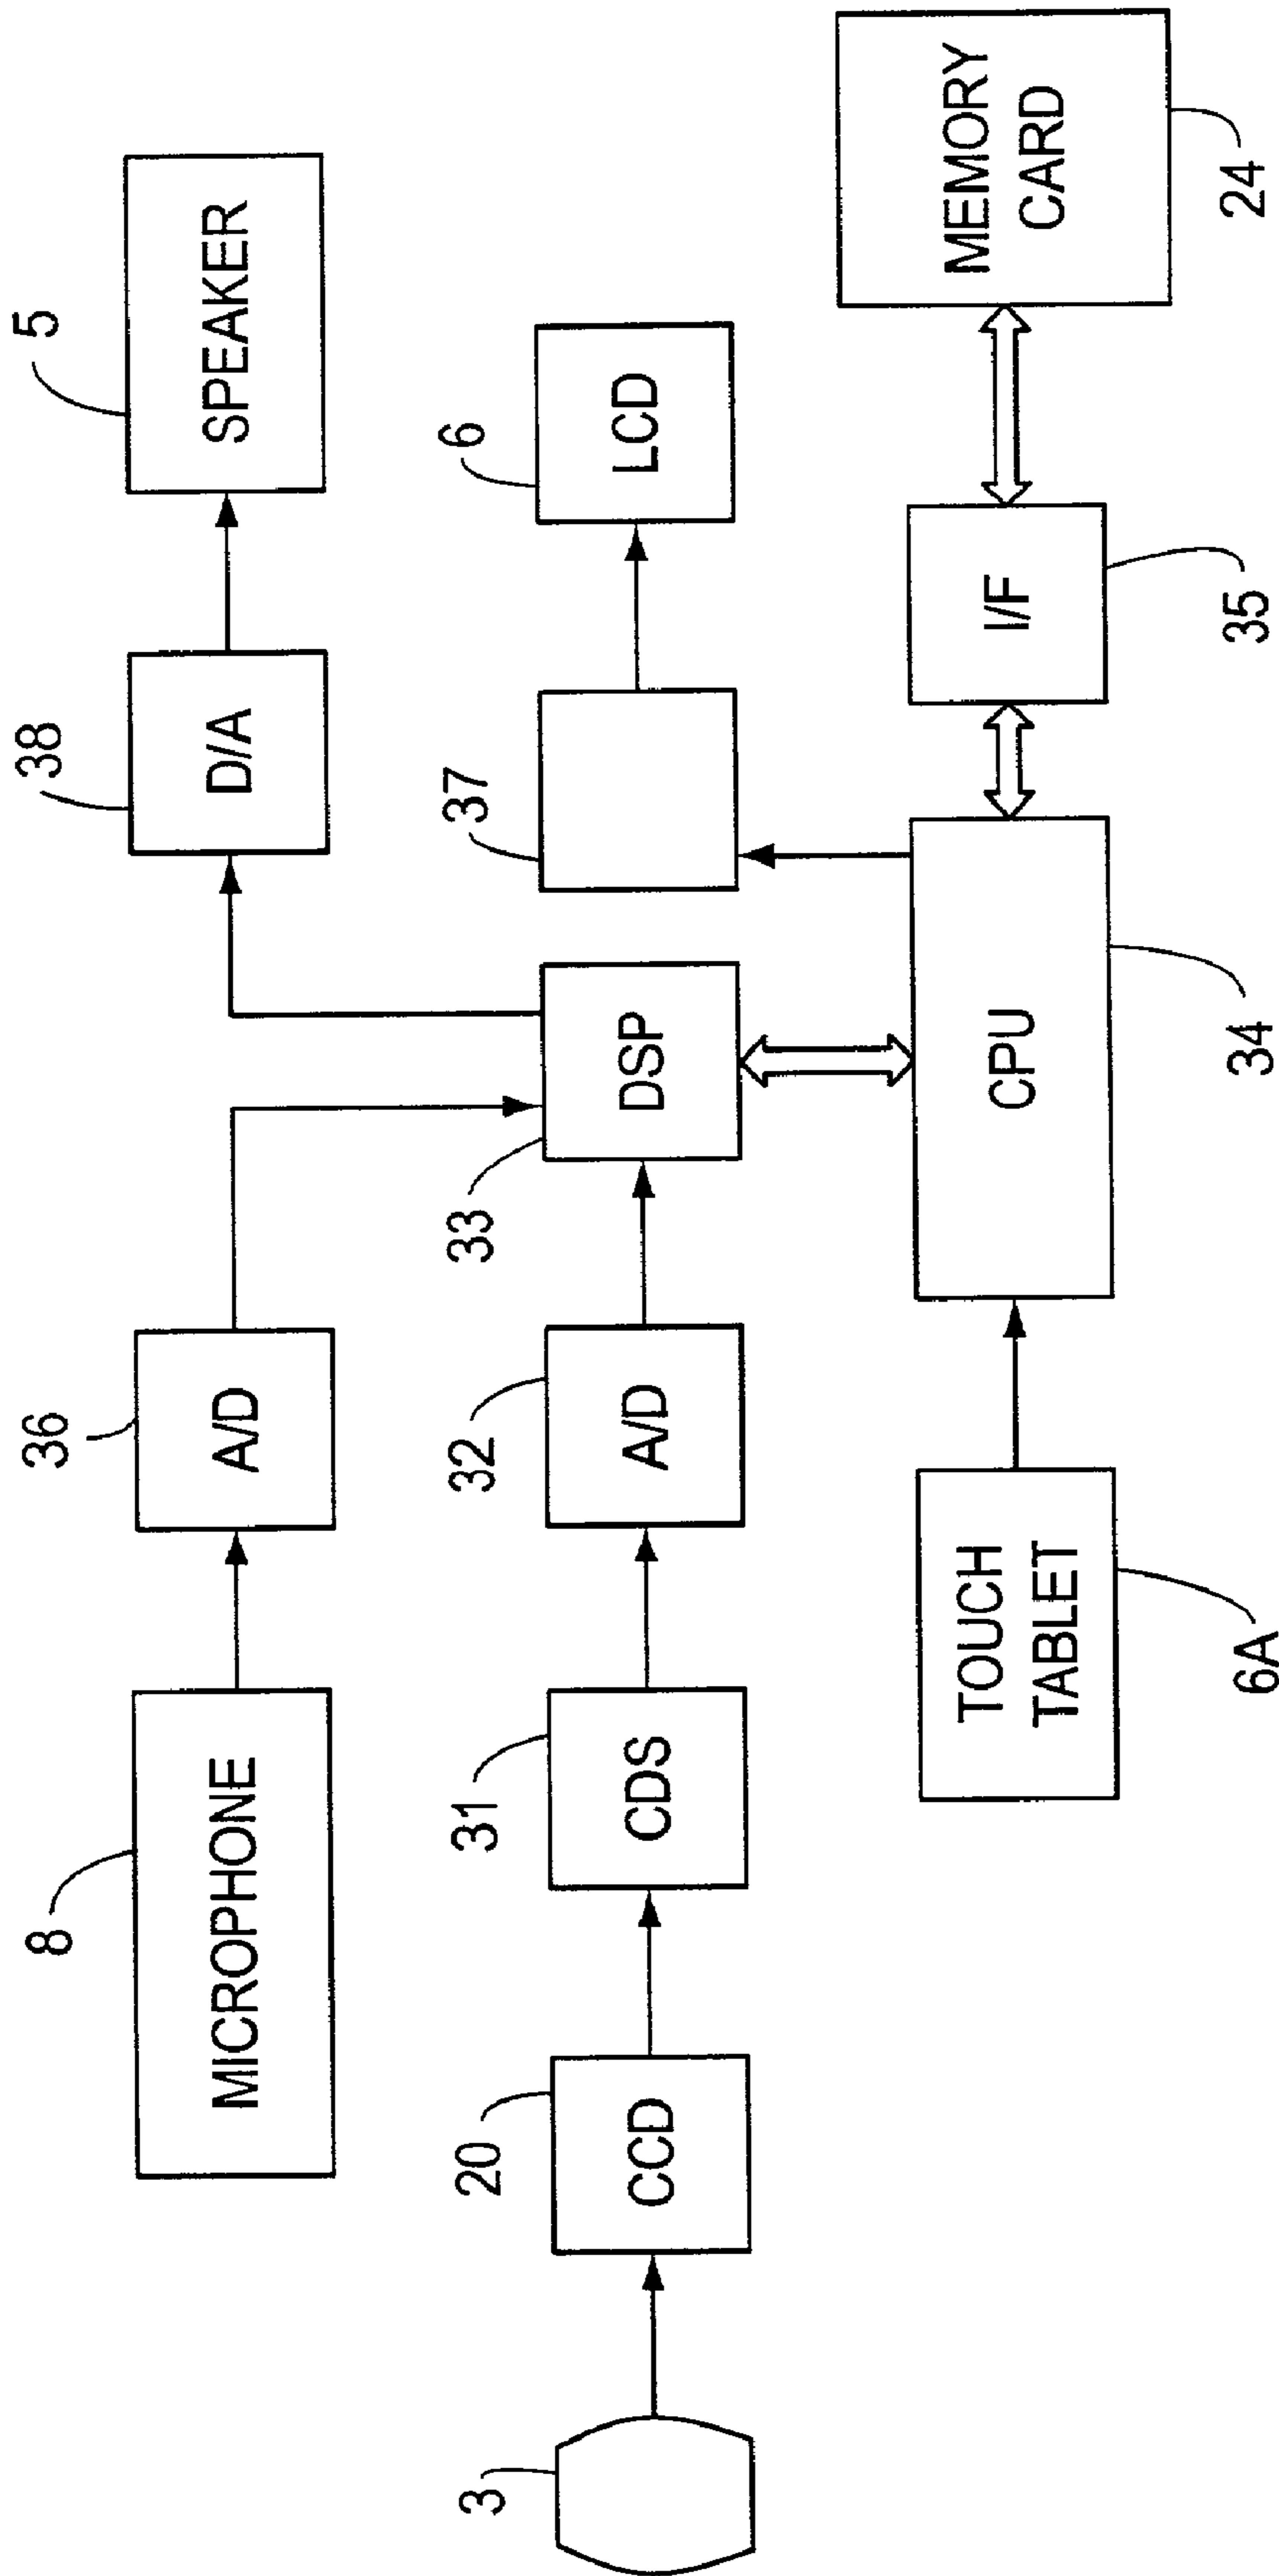 8
MICROPHONE
36
A/D
38
D/A
5
SPEAKER
3
20
CCD
31
CDS
32
A/D
33
DSP
37
6
LCD
TOUCH
TABLET
6A
CPU
34
I/F
35
MEMORY
CARD
24